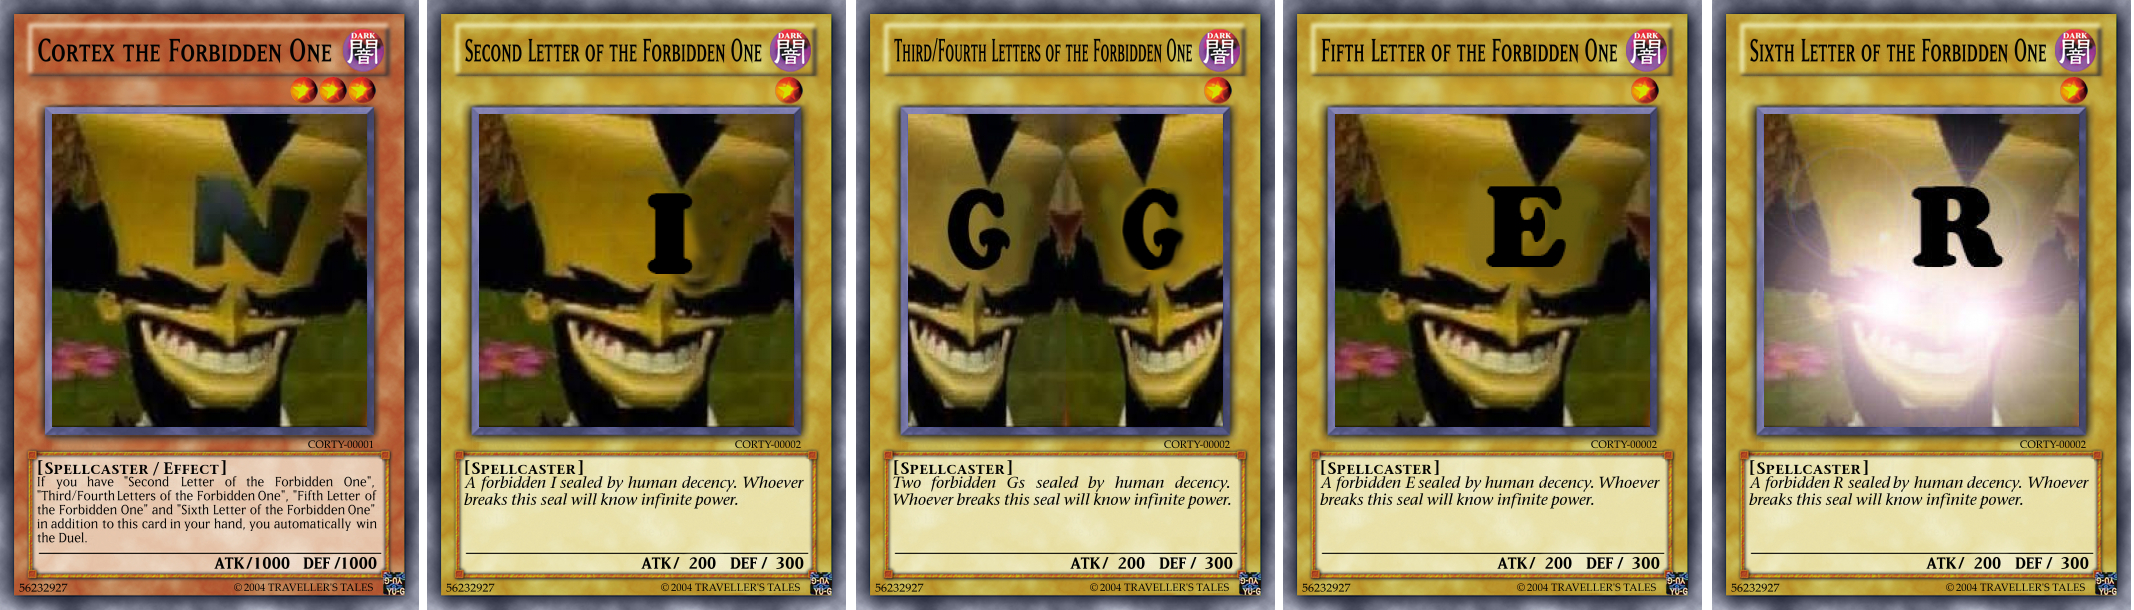 CORTEX THE FORBIDDEN ONE
DARK
闇
N
CORTY-00001
[SPELLCASTER / EFFECT]
If you have "Second Letter of the Forbidden One",
"Third/Fourth Letters of the Forbidden One", "Fifth Letter of
the Forbidden One" and "Sixth Letter of the Forbidden One"
in addition to this card in your hand, you automatically win
the Duel.
ATK/1000 DEF/1000
56232927
©2004 TRAVELLER'S TALES
SECOND LETTER OF THE FORBIDDEN ONE
DARK
闇
I
CORTY-00002
[SPELLCASTER]
A forbidden I sealed by human decency. Whoever
breaks this seal will know infinite power.
ATK/ 200 DEF/ 300
56232927
©2004 TRAVELLER'S TALES
THIRD/FOURTH LETTERS OF THE FORBIDDEN ONE
DARK
闇
G G
CORTY-00002
[SPELLCASTER]
Two forbidden Gs sealed by human decency.
Whoever breaks this seal will know infinite power.
ATK/ 200 DEF/ 300
56232927
©2004 TRAVELLER'S TALES
FIFTH LETTER OF THE FORBIDDEN ONE
DARK
闇
E
CORTY-00002
[SPELLCASTER]
A forbidden E sealed by human decency. Whoever
breaks this seal will know infinite power.
ATK/ 200 DEF/ 300
56232927
©2004 TRAVELLER'S TALES
SIXTH LETTER OF THE FORBIDDEN ONE
DARK
闇
R
CORTY-00002
[SPELLCASTER]
A forbidden R sealed by human decency. Whoever
breaks this seal will know infinite power.
ATK/ 200 DEF/ 300
56232927
©2004 TRAVELLER'S TALES